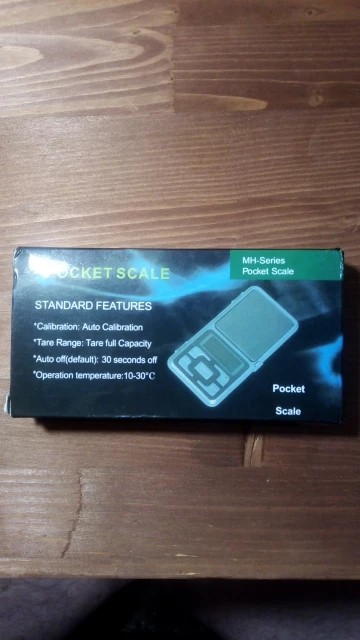 POCKET SCALE
MH-Series
Pocket Scale
STANDARD FEATURES
*Calibration: Auto Calibration
*Tare Range: Tare full Capacity
*Auto off(default): 30 seconds off
*Operation temperature:10-30°C
Pocket
Scale